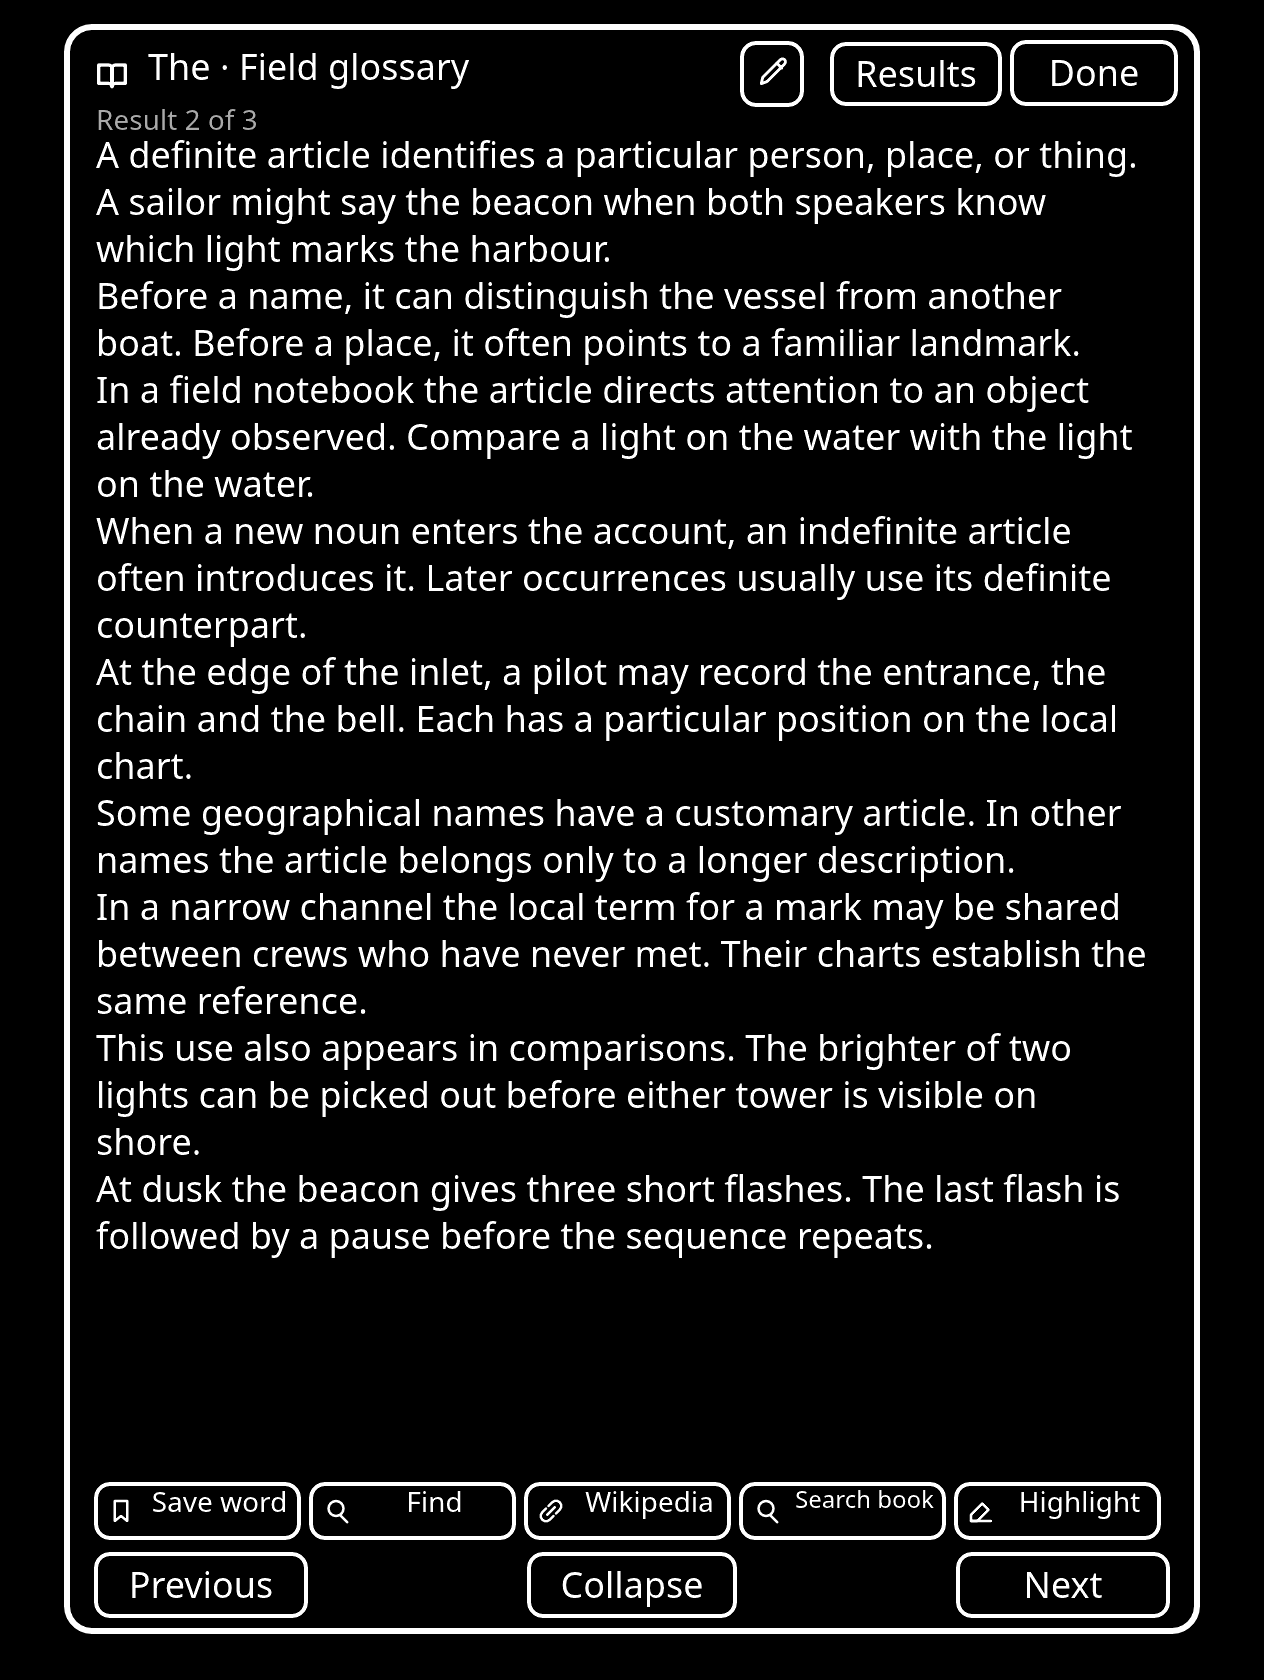 The · Field glossary
Results
Done
Result 2 of 3
A definite article identifies a particular person, place, or thing.
A sailor might say the beacon when both speakers know
which light marks the harbour.
Before a name, it can distinguish the vessel from another
boat. Before a place, it often points to a familiar landmark.
In a field notebook the article directs attention to an object
already observed. Compare a light on the water with the light
on the water.
When a new noun enters the account, an indefinite article
often introduces it. Later occurrences usually use its definite
counterpart.
At the edge of the inlet, a pilot may record the entrance, the
chain and the bell. Each has a particular position on the local
chart.
Some geographical names have a customary article. In other
names the article belongs only to a longer description.
In a narrow channel the local term for a mark may be shared
between crews who have never met. Their charts establish the
same reference.
This use also appears in comparisons. The brighter of two
lights can be picked out before either tower is visible on
shore.
At dusk the beacon gives three short flashes. The last flash is
followed by a pause before the sequence repeats.
Save word
Find
Wikipedia
Search book
Highlight
Previous
Collapse
Next